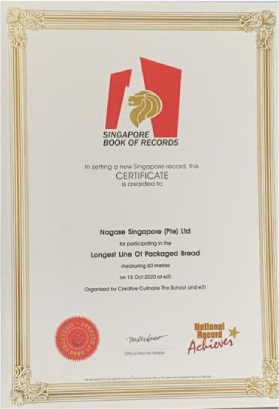 SINGAPORE
BOOK OF RECORDS
In setting a new Singapore record, this
CERTIFICATE
is awarded to
Nagase Singapore (Pte) Ltd
for participating in the
Longest Line Of Packaged Bread
measuring 60 metres
on 15 Oct 2020 at e2i
Organised by Creative Culinaire The School and e2i
National
Record
Achiever
Official Record Keeper